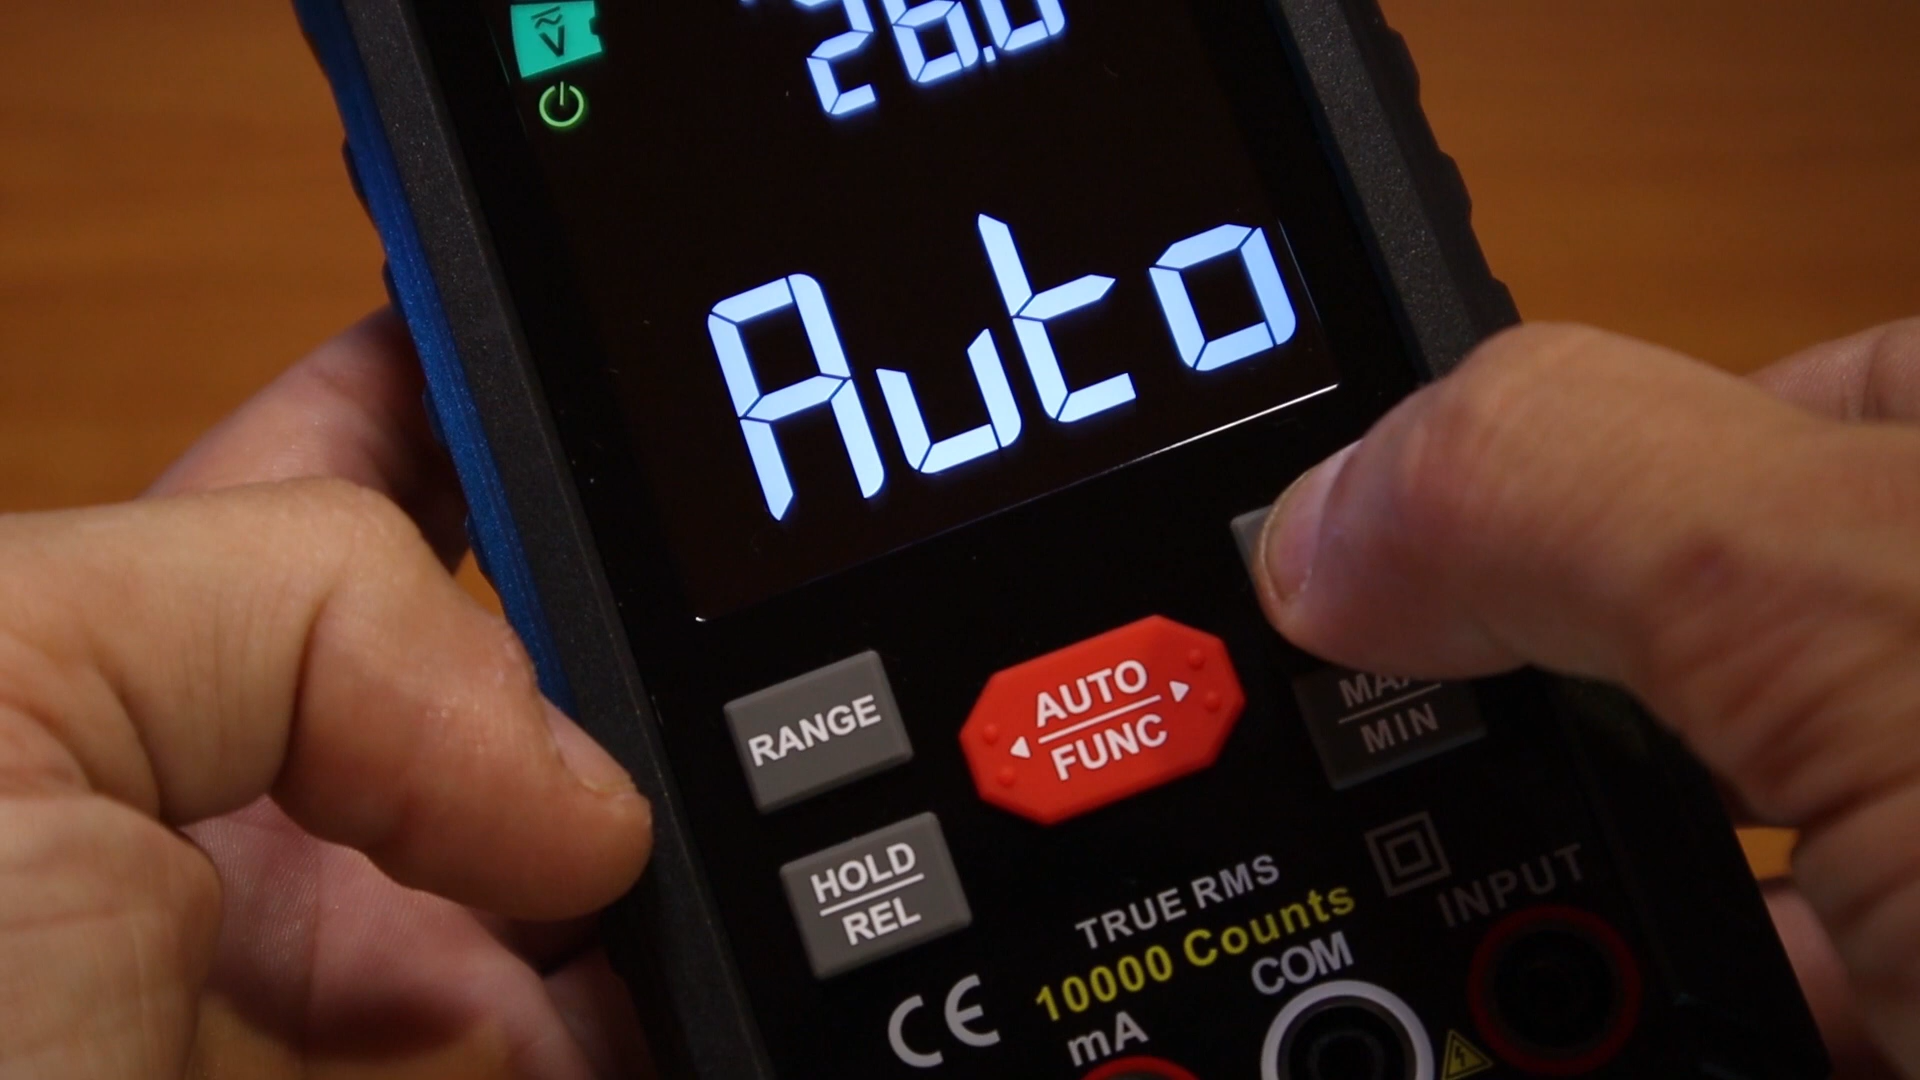 26.0
Auto
RANGE
AUTO
FUNC
MIN
HOLD
REL
TRUE RMS
10000 Counts
INPUT
COM
mA
CE